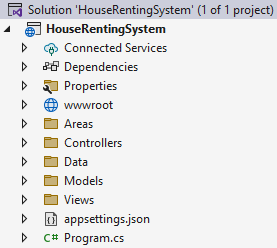 Solution 'HouseRentingSystem' (1 of 1 project)
HouseRentingSystem
Connected Services
Dependencies
Properties
wwwroot
Areas
Controllers
Data
Models
Views
appsettings.json
C# Program.cs